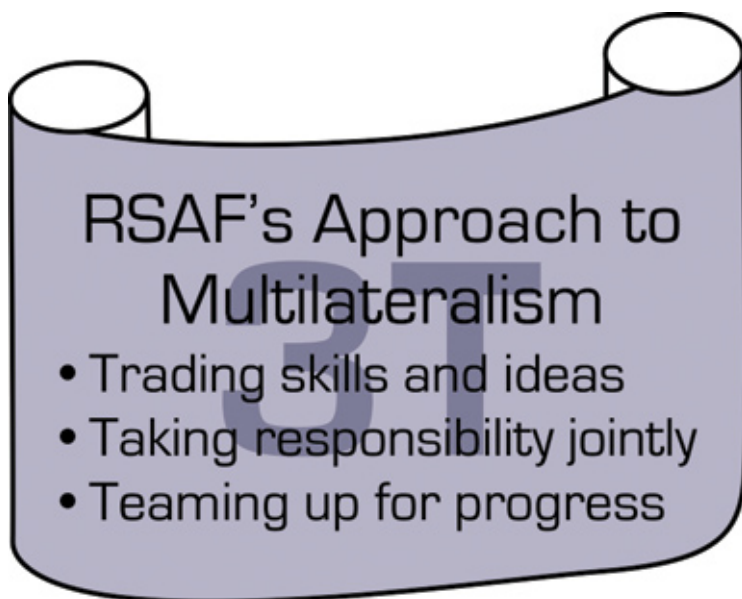 RSAF's Approach to
Multilateralism
3T
• Trading skills and ideas
• Taking responsibility jointly
• Teaming up for progress